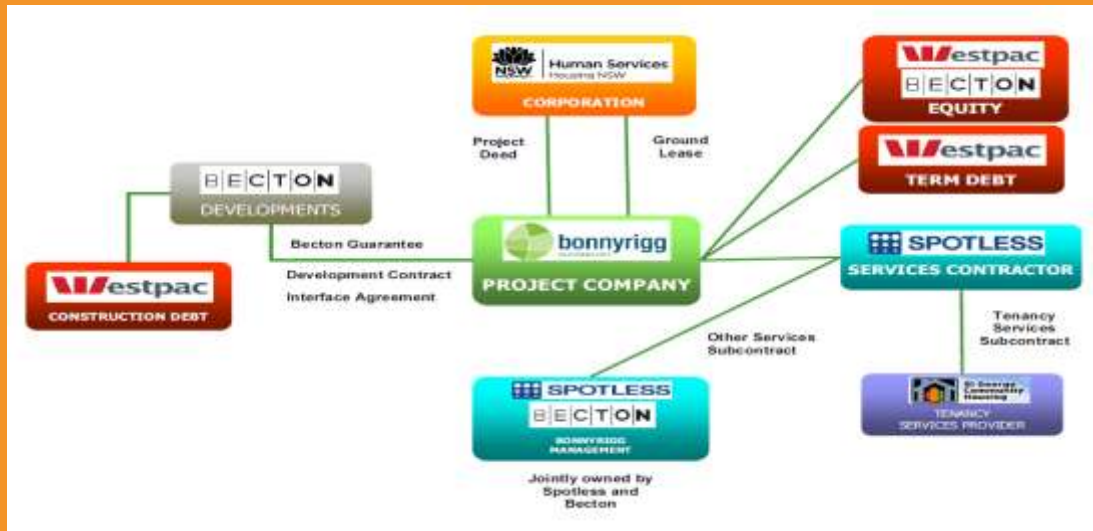 NSW
Human Services
Housing NSW
CORPORATION
Westpac
BECTON
EQUITY
Westpac
TERM DEBT
Project
Deed
Ground
Lease
BECTON
DEVELOPMENTS
Becton Guarantee
Development Contract
Interface Agreement
bonnyrigg
PROJECT COMPANY
SPOTLESS
SERVICES CONTRACTOR
Westpac
CONSTRUCTION DEBT
Other Services
Subcontract
Tenancy
Services
Subcontract
SPOTLESS
BECTON
BONNYRIGG
MANAGEMENT
Community
Housing
TENANCY
SERVICES PROVIDER
Jointly owned by
Spotless and
Becton